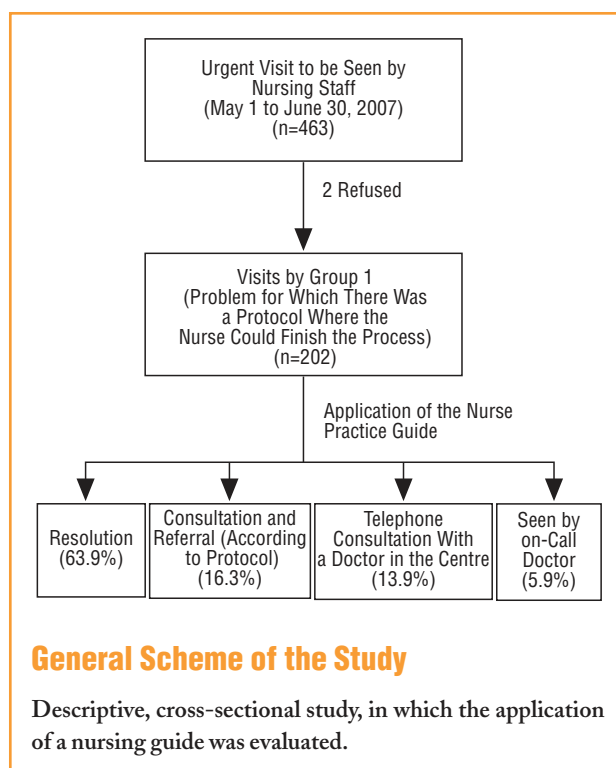 Urgent Visit to be Seen by
Nursing Staff
(May 1 to June 30, 2007)
(n=463)
2 Refused
Visits by Group 1
(Problem for Which There Was
a Protocol Where the
Nurse Could Finish the Process)
(n=202)
Application of the Nurse
Practice Guide
Resolution
(63.9%)
Consultation and
Referral (According
to Protocol)
(16.3%)
Telephone
Consultation With
a Doctor in the Centre
(13.9%)
Seen by
on-Call
Doctor
(5.9%)
General Scheme of the Study
Descriptive, cross-sectional study, in which the application
of a nursing guide was evaluated.